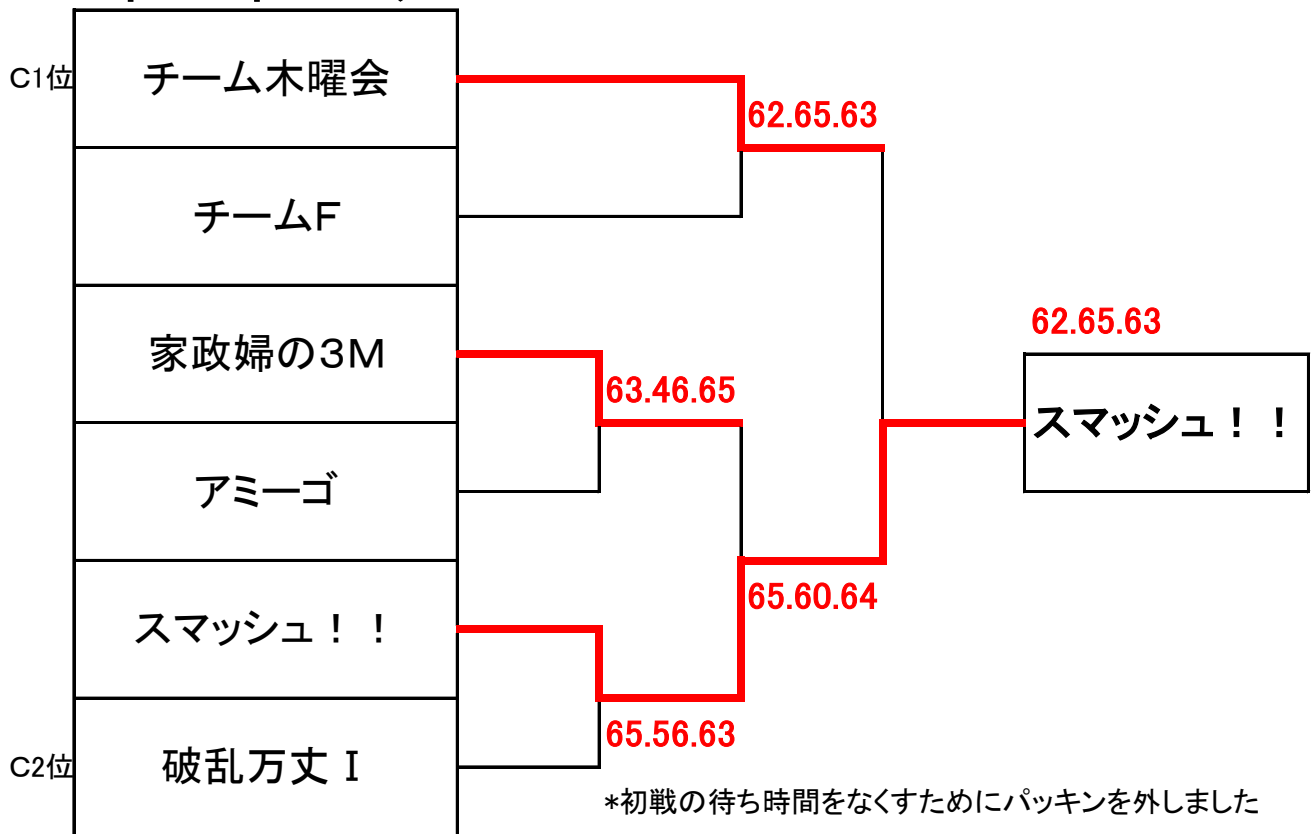 C1位
チーム木曜会
62.65.63
チームF
62.65.63
家政婦の3M
63.46.65
スマッシュ！！
アミーゴ
65.60.64
スマッシュ！！
65.56.63
C2位
破乱万丈 I
*初戦の待ち時間をなくすためにパッキンを外しました